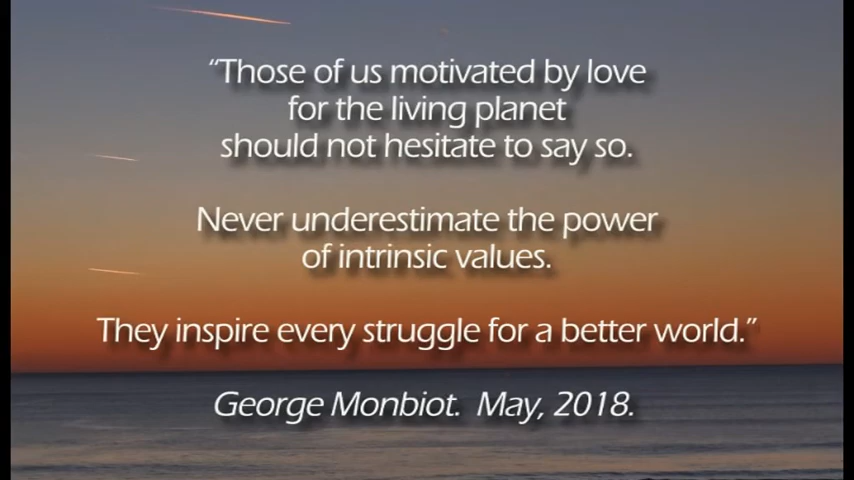 “Those of us motivated by love
for the living planet
should not hesitate to say so.
Never underestimate the power
of intrinsic values.
They inspire every struggle for a better world.”
George Monbiot. May, 2018.